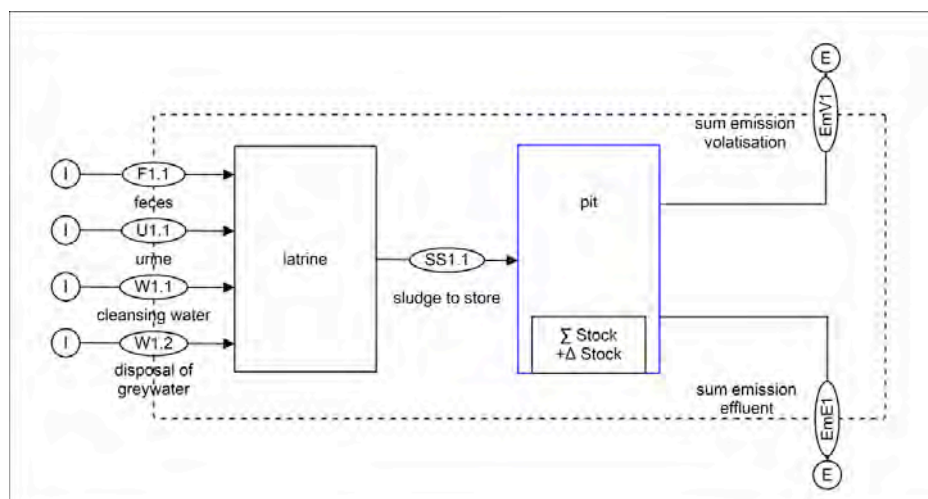 E
EmV1
sum emission
volatisation
I
F1.1
feces
I
U1.1
urine
I
W1.1
cleansing water
I
W1.2
disposal of
greywater
latrine
SS1.1
sludge to store
pit
∑ Stock
+Δ Stock
sum emission
effluent
EmE1
E